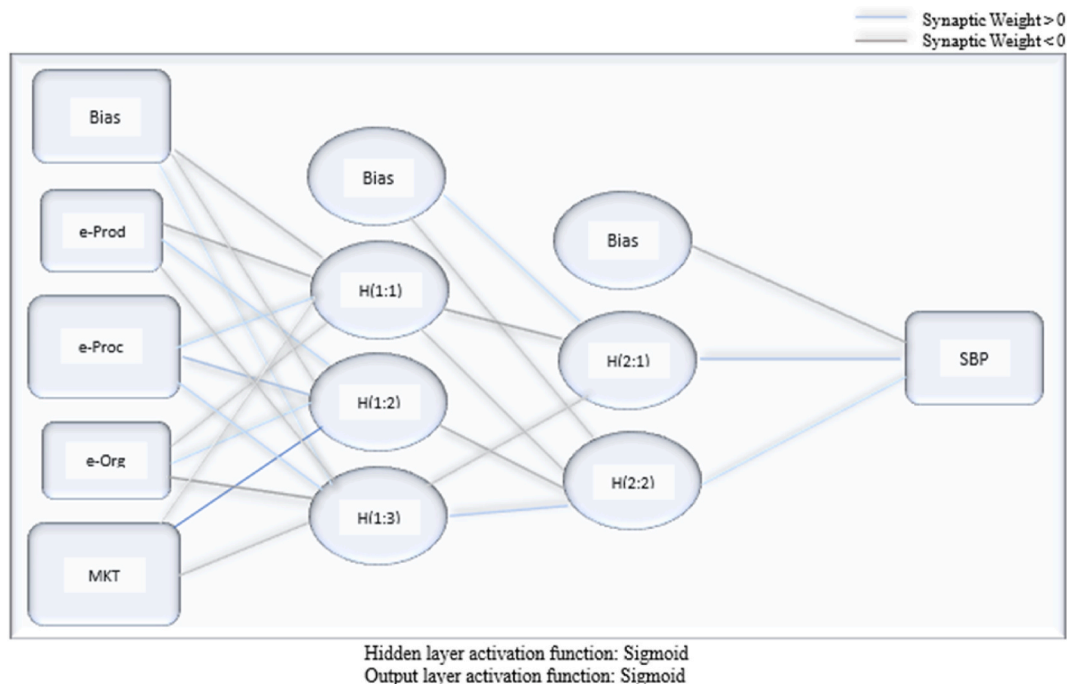 Synaptic Weight > 0
Synaptic Weight < 0
Bias
e-Prod
e-Proc
e-Org
MKT
Bias
H(1:1)
H(1:2)
H(1:3)
Bias
H(2:1)
H(2:2)
SBP
Hidden layer activation function: Sigmoid
Output layer activation function: Sigmoid